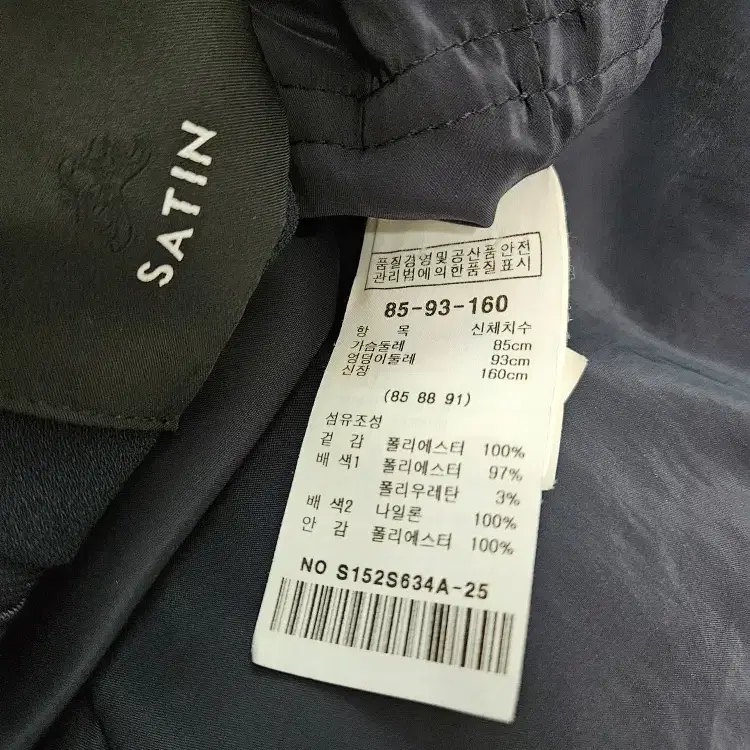 SATIN
품질경영및공산품안전
관리법에의한품질표시
85-93-160
항 목 신체치수
가슴둘레 85cm
엉덩이둘레 93cm
신장 160cm
(85 88 91)
섬유조성
겉 감 폴리에스터 100%
배 색1 폴리에스터 97%
폴리우레탄 3%
배 색2 나일론 100%
안 감 폴리에스터 100%
NO S152S634A-25